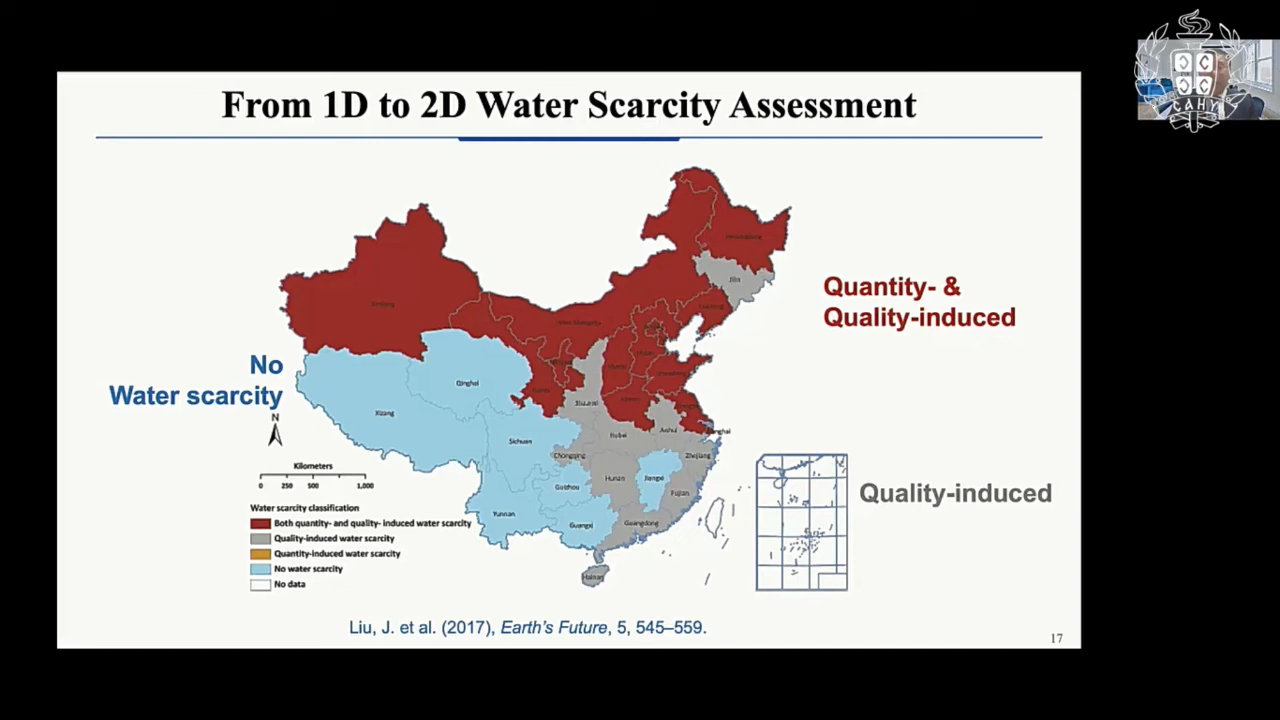 From 1D to 2D Water Scarcity Assessment
Quantity- &
Quality-induced
No
Water scarcity
N
Kilometers
0 250 500 1,000
Water scarcity classification
Both quantity- and quality- induced water scarcity
Quality-induced water scarcity
Quantity-induced water scarcity
No water scarcity
No data
Jilin
Qinghai
Xizang
Sichuan
Hubei
Anhui
Chongqing
Zhejiang
Hunan
Jiangxi
Guizhou
Fujian
Yunnan
Guangxi
Guangdong
Hainan
Quality-induced
Liu, J. et al. (2017), Earth's Future, 5, 545–559.
17
CAHY